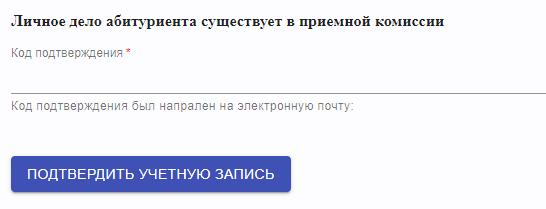 Личное дело абитуриента существует в приемной комиссии
Код подтверждения *
Код подтверждения был напрален на электронную почту:
ПОДТВЕРДИТЬ УЧЕТНУЮ ЗАПИСЬ